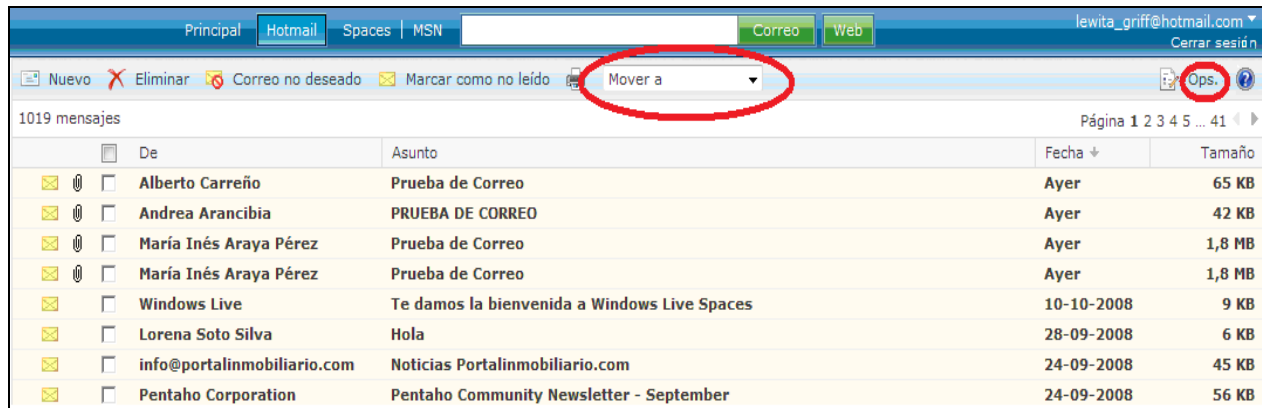 Principal Hotmail Spaces MSN Correo Web lewita_griff@hotmail.com
Cerrar sesión
Nuevo Eliminar Correo no deseado Marcar como no leído Mover a Ops.
1019 mensajes Página 1 2 3 4 5 ... 41
De Asunto Fecha Tamaño
Alberto Carreño Prueba de Correo Ayer 65 KB
Andrea Arancibia PRUEBA DE CORREO Ayer 42 KB
María Inés Araya Pérez Prueba de Correo Ayer 1,8 MB
María Inés Araya Pérez Prueba de Correo Ayer 1,8 MB
Windows Live Te damos la bienvenida a Windows Live Spaces 10-10-2008 9 KB
Lorena Soto Silva Hola 28-09-2008 6 KB
info@portalinmobiliario.com Noticias Portalinmobiliario.com 24-09-2008 45 KB
Pentaho Corporation Pentaho Community Newsletter - September 24-09-2008 56 KB